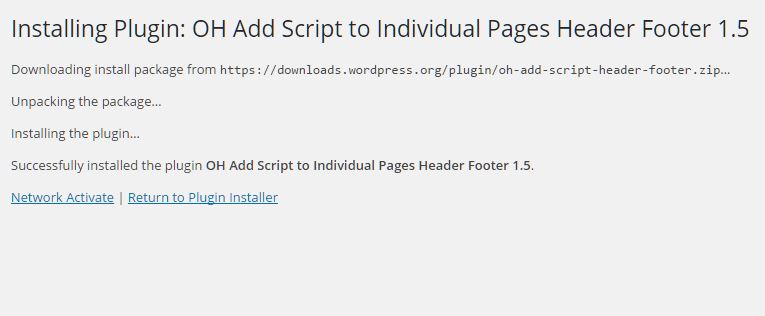 Installing Plugin: OH Add Script to Individual Pages Header Footer 1.5
Downloading install package from https://downloads.wordpress.org/plugin/oh-add-script-header-footer.zip…
Unpacking the package…
Installing the plugin…
Successfully installed the plugin OH Add Script to Individual Pages Header Footer 1.5.
Network Activate | Return to Plugin Installer